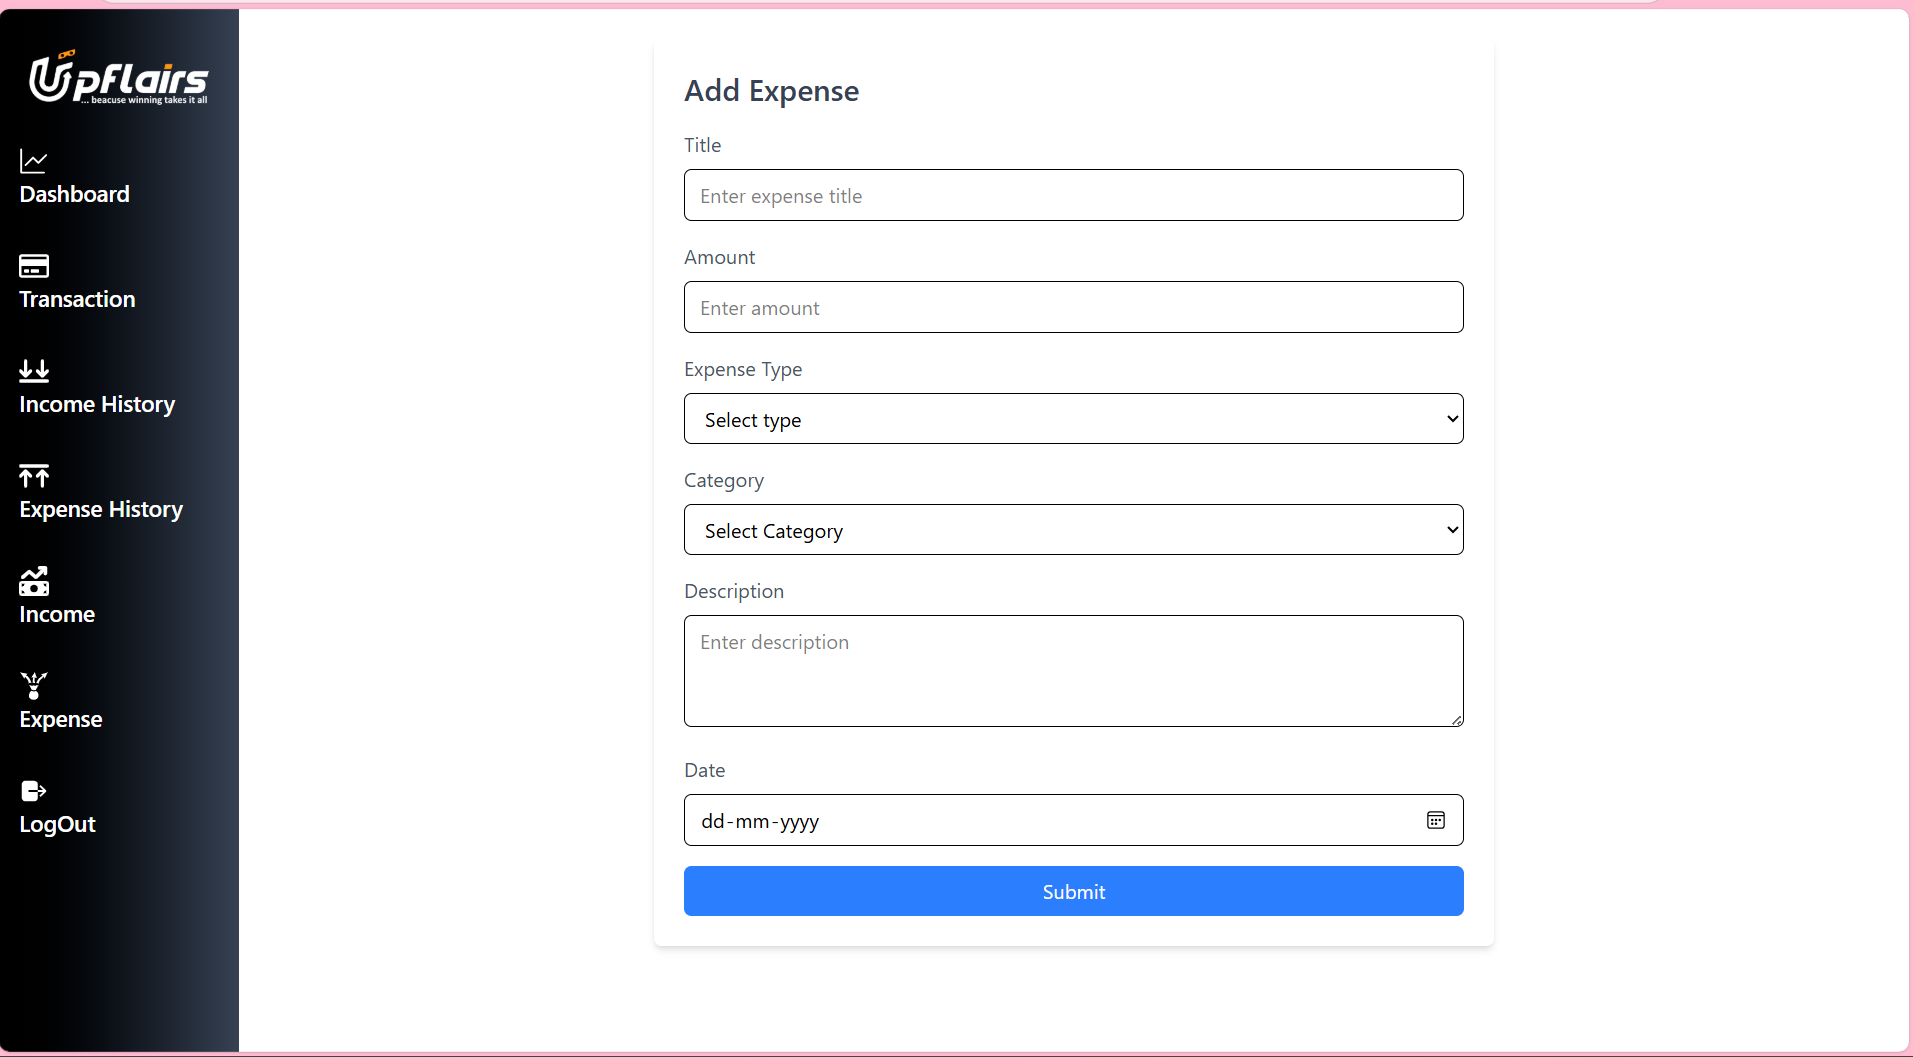 Upflairs
... beacuse winning takes it all
Dashboard
Transaction
Income History
Expense History
Income
Expense
LogOut
Add Expense
Title
Enter expense title
Amount
Enter amount
Expense Type
Select type
Category
Select Category
Description
Enter description
Date
dd-mm-yyyy
Submit